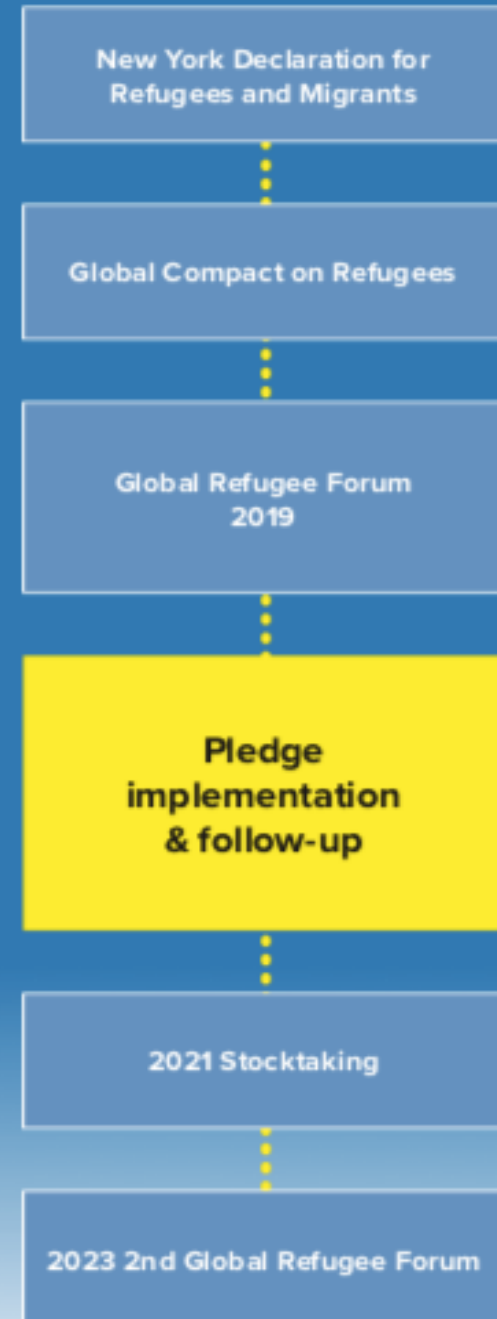 New York Declaration for
Refugees and Migrants
Global Compact on Refugees
Global Refugee Forum
2019
Pledge
implementation
& follow-up
2021 Stocktaking
2023 2nd Global Refugee Forum